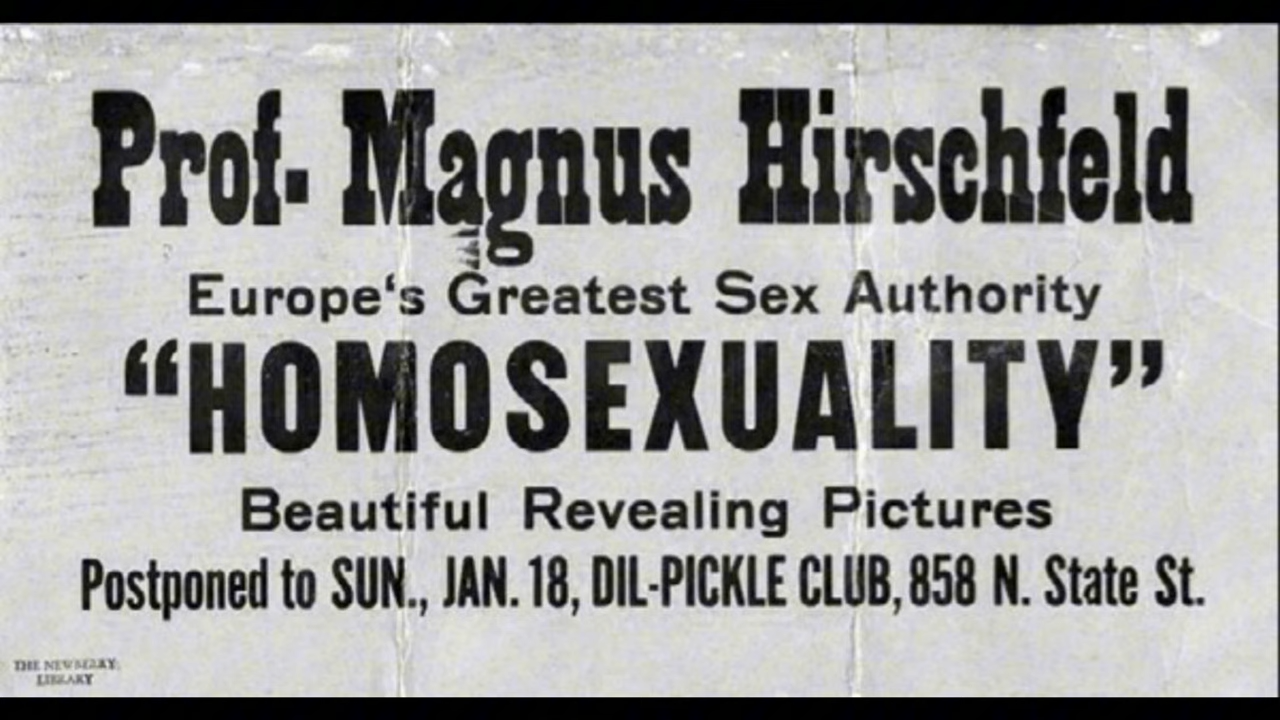 Prof. Magnus Hirschfeld
Europe's Greatest Sex Authority
"HOMOSEXUALITY"
Beautiful Revealing Pictures
Postponed to SUN., JAN. 18, DIL-PICKLE CLUB, 858 N. State St.
THE NEWBERRY
LIBRARY